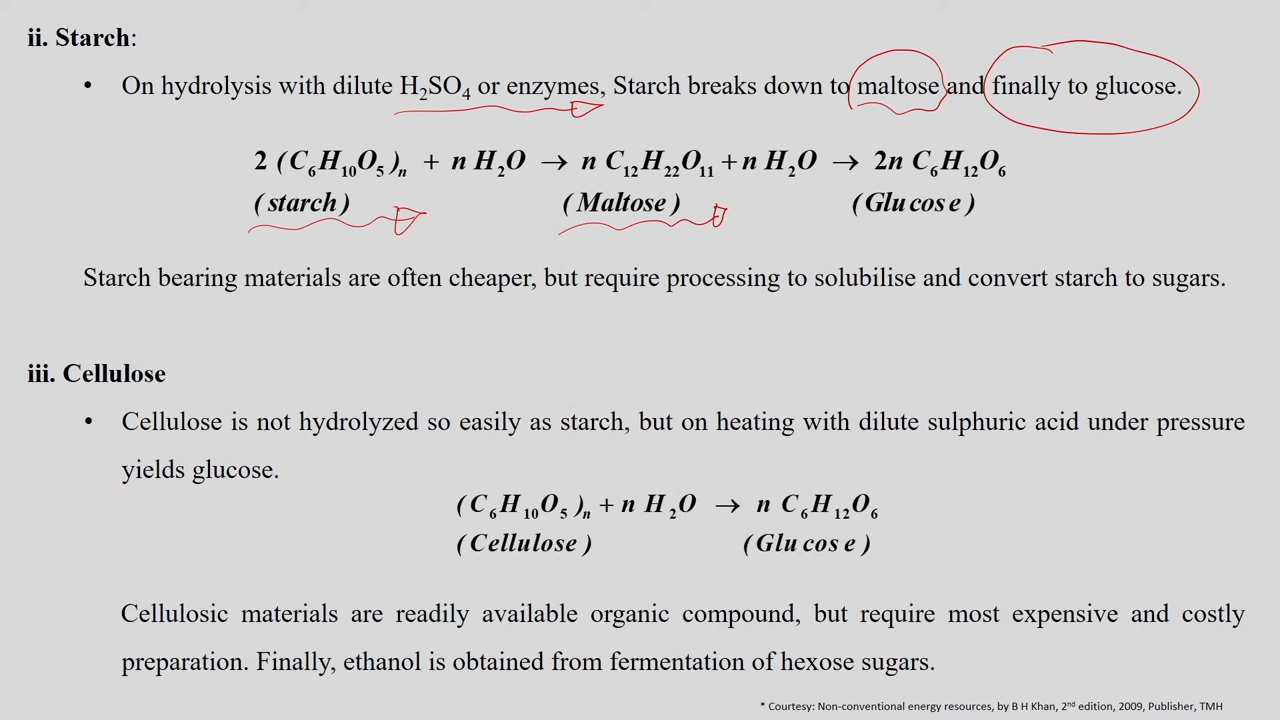 ii. Starch:
• On hydrolysis with dilute H₂SO₄ or enzymes, Starch breaks down to maltose and finally to glucose.
2 (C₆H₁₀O₅)ₙ + n H₂O → n C₁₂H₂₂O₁₁ + n H₂O → 2n C₆H₁₂O₆
(starch) (Maltose) (Glucose)
Starch bearing materials are often cheaper, but require processing to solubilise and convert starch to sugars.
iii. Cellulose
• Cellulose is not hydrolyzed so easily as starch, but on heating with dilute sulphuric acid under pressure
yields glucose.
(C₆H₁₀O₅)ₙ + n H₂O → n C₆H₁₂O₆
(Cellulose) (Glucose)
Cellulosic materials are readily available organic compound, but require most expensive and costly
preparation. Finally, ethanol is obtained from fermentation of hexose sugars.
* Courtesy: Non-conventional energy resources, by B H Khan, 2nd edition, 2009, Publisher, TMH